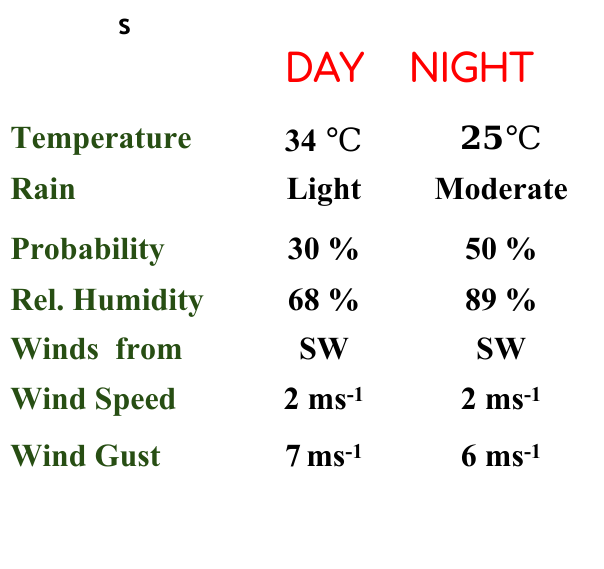 s
DAY NIGHT
Temperature 34 °C 25°C
Rain Light Moderate
Probability 30 % 50 %
Rel. Humidity 68 % 89 %
Winds from SW SW
Wind Speed 2 ms⁻¹ 2 ms⁻¹
Wind Gust 7 ms⁻¹ 6 ms⁻¹